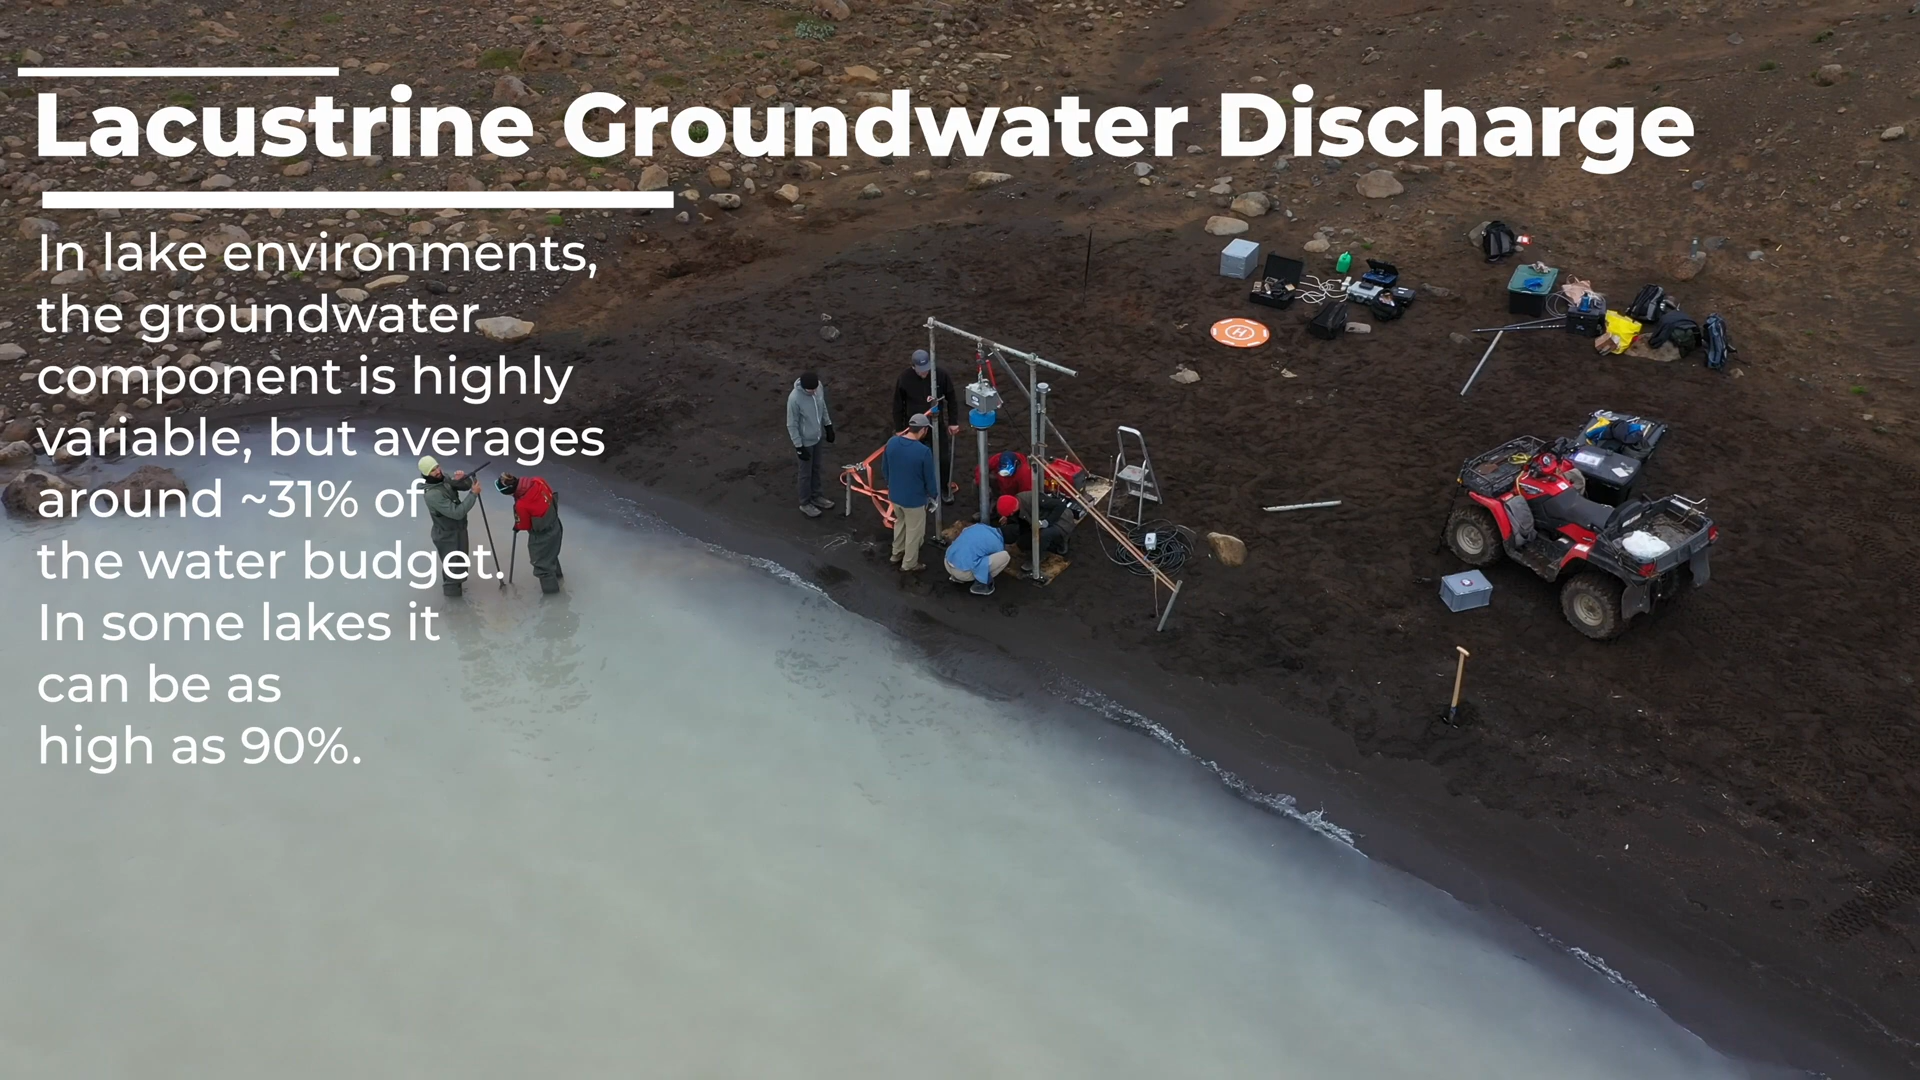 Lacustrine Groundwater Discharge
In lake environments,
the groundwater
component is highly
variable, but averages
around ~31% of
the water budget.
In some lakes it
can be as
high as 90%.
H